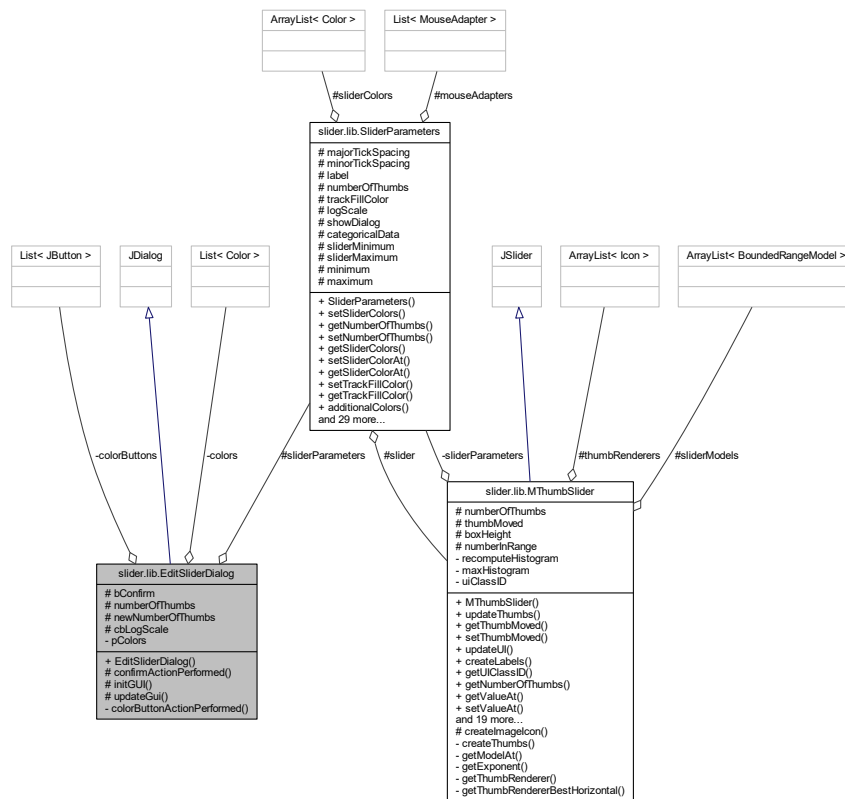 ArrayList< Color >
List< MouseAdapter >
#sliderColors
#mouseAdapters
slider.lib.SliderParameters
# majorTickSpacing
# minorTickSpacing
# label
# numberOfThumbs
# trackFillColor
# logScale
# showDialog
# categoricalData
# sliderMinimum
# sliderMaximum
# minimum
# maximum
+ SliderParameters()
+ setSliderColors()
+ getNumberOfThumbs()
+ setNumberOfThumbs()
+ getSliderColors()
+ setSliderColorAt()
+ getSliderColorAt()
+ setTrackFillColor()
+ getTrackFillColor()
+ additionalColors()
and 29 more...
List< JButton >
JDialog
List< Color >
JSlider
ArrayList< Icon >
ArrayList< BoundedRangeModel >
-colorButtons
-colors
#sliderParameters
#slider
-sliderParameters
#thumbRenderers
#sliderModels
slider.lib.EditSliderDialog
# bConfirm
# numberOfThumbs
# newNumberOfThumbs
# cbLogScale
- pColors
+ EditSliderDialog()
# confirmActionPerformed()
# initGUI()
# updateGui()
- colorButtonActionPerformed()
slider.lib.MThumbSlider
# numberOfThumbs
# thumbMoved
# boxHeight
# numberInRange
- recomputeHistogram
- maxHistogram
- uiClassID
+ MThumbSlider()
+ updateThumbs()
+ getThumbMoved()
+ setThumbMoved()
+ updateUI()
+ createLabels()
+ getUIClassID()
+ getNumberOfThumbs()
+ getValueAt()
+ setValueAt()
and 19 more...
# createImageIcon()
- createThumbs()
- getModelAt()
- getExponent()
- getThumbRenderer()
- getThumbRendererBestHorizontal()